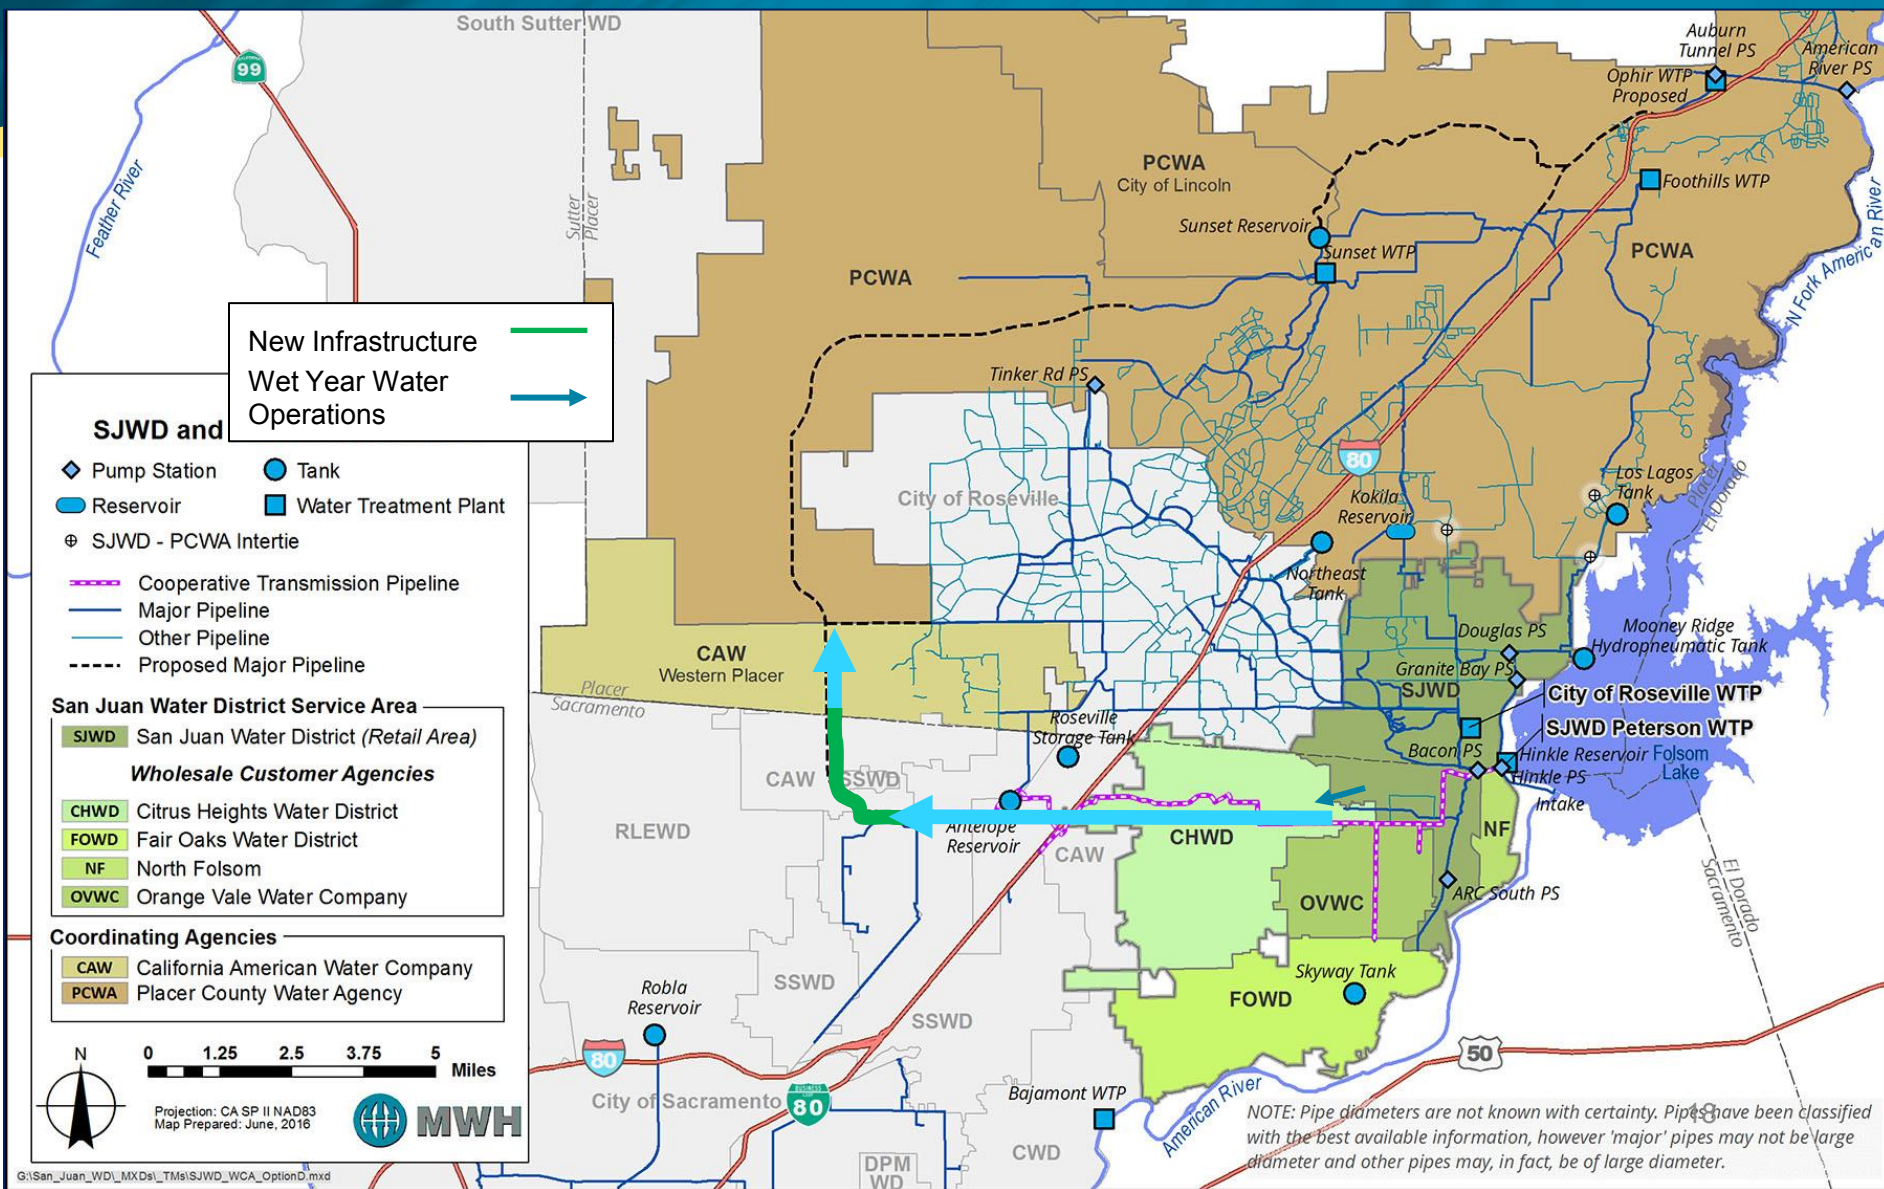 South Sutter WD
99
Feather River
Sutter
Placer
Auburn
Tunnel PS
American
River PS
Ophir WTP
Proposed
PCWA
City of Lincoln
Foothills WTP
Sunset Reservoir
Sunset WTP
PCWA
PCWA
N Fork American River
New Infrastructure
Wet Year Water
Operations
Tinker Rd PS
80
City of Roseville
Kokila
Reservoir
Los Lagos
Tank
Placer
El Dorado
Northeast
Tank
SJWD and
Pump Station
Tank
Reservoir
Water Treatment Plant
SJWD - PCWA Intertie
Cooperative Transmission Pipeline
Major Pipeline
Other Pipeline
Proposed Major Pipeline
San Juan Water District Service Area
SJWD San Juan Water District (Retail Area)
Wholesale Customer Agencies
CHWD Citrus Heights Water District
FOWD Fair Oaks Water District
NF North Folsom
OVWC Orange Vale Water Company
Coordinating Agencies
CAW California American Water Company
PCWA Placer County Water Agency
N
0 1.25 2.5 3.75 5
Miles
Projection: CA SP II NAD83
Map Prepared: June, 2016
MWH
G:\San_Juan_WD\_MXDs\_TMs\SJWD_WCA_OptionD.mxd
CAW
Western Placer
Placer
Sacramento
Douglas PS
Mooney Ridge
Hydropneumatic Tank
Granite Bay PS
SJWD
City of Roseville WTP
SJWD Peterson WTP
Bacon PS
Hinkle Reservoir
Hinkle PS
Folsom
Lake
Intake
Roseville
Storage Tank
CAW
SSWD
RLEWD
Antelope
Reservoir
CAW
CHWD
NF
OVWC
ARC South PS
El Dorado
Sacramento
SSWD
SSWD
Robla
Reservoir
Skyway Tank
FOWD
80
50
City of Sacramento
BUSINESS
80
Bajamont WTP
American River
CWD
DPM
WD
18
NOTE: Pipe diameters are not known with certainty. Pipes have been classified
with the best available information, however 'major' pipes may not be large
diameter and other pipes may, in fact, be of large diameter.